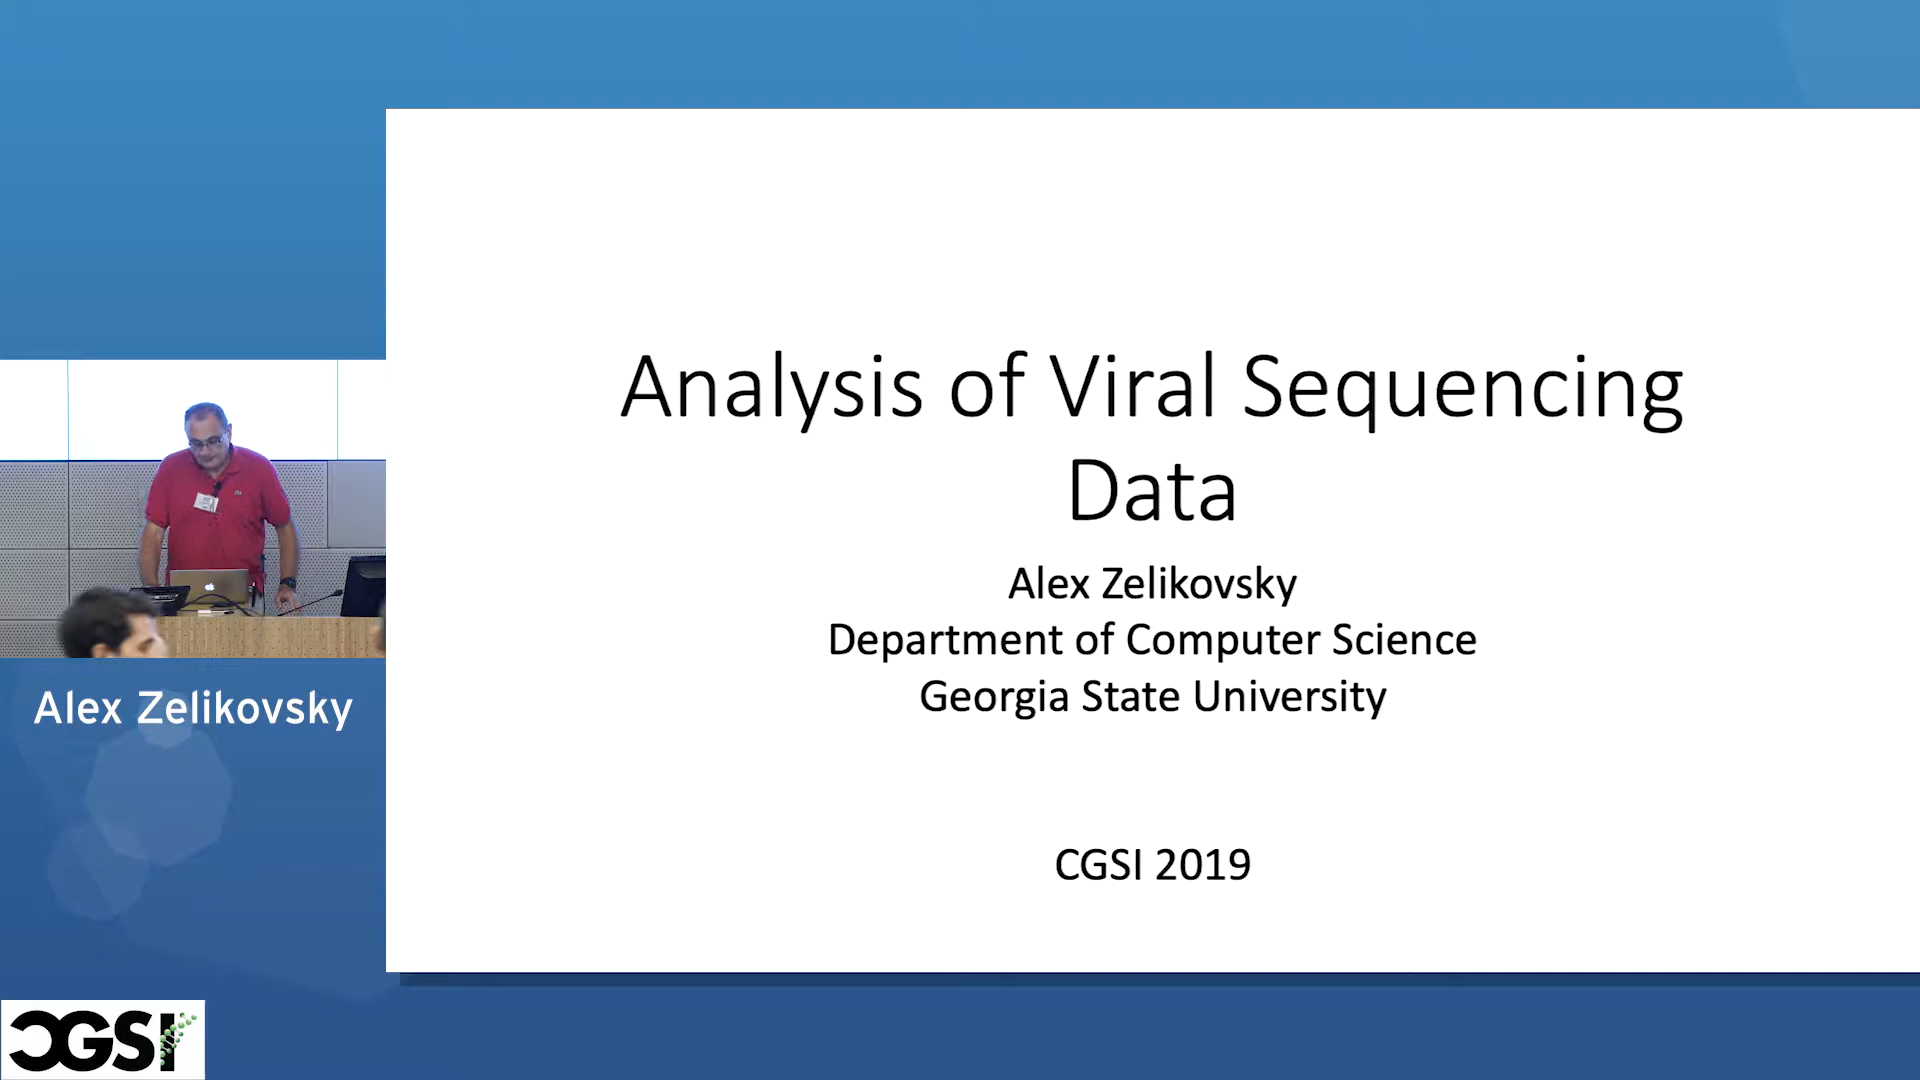 Analysis of Viral Sequencing
Data
Alex Zelikovsky
Department of Computer Science
Georgia State University
CGSI 2019
Alex Zelikovsky
CGSI